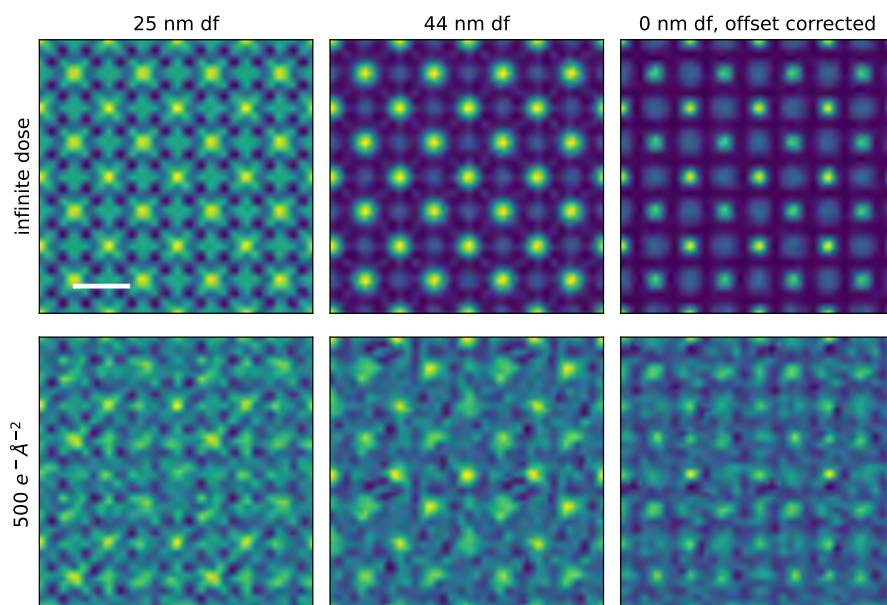 25 nm df
44 nm df
0 nm df, offset corrected
infinite dose
500 e⁻Å⁻²